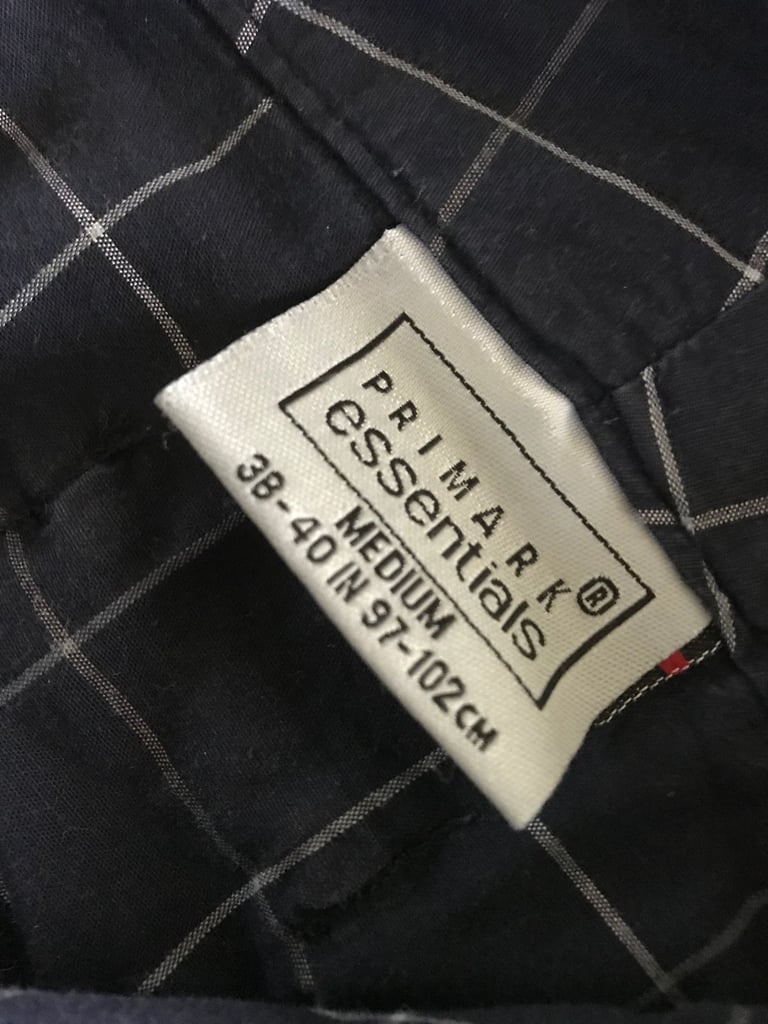 PRIMARK®
essentials
MEDIUM
38-40 IN 97-102CM